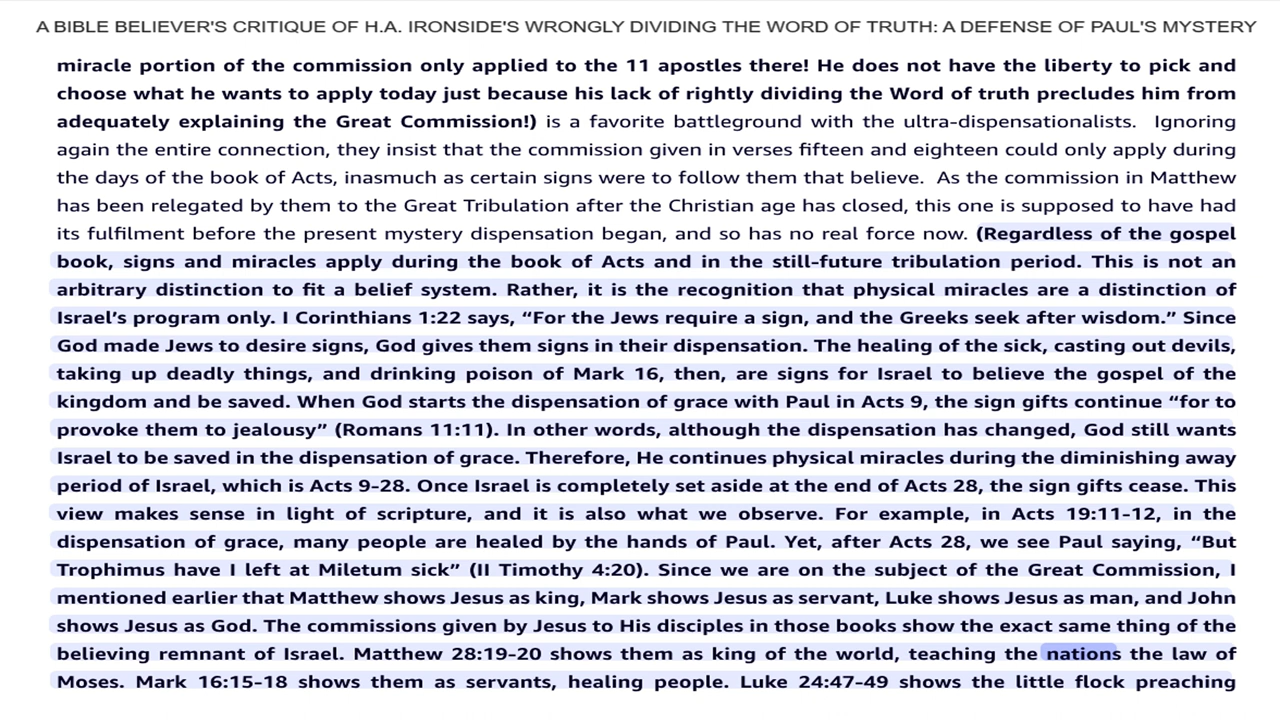 A BIBLE BELIEVER'S CRITIQUE OF H.A. IRONSIDE'S WRONGLY DIVIDING THE WORD OF TRUTH: A DEFENSE OF PAUL'S MYSTERY
miracle portion of the commission only applied to the 11 apostles there! He does not have the liberty to pick and
choose what he wants to apply today just because his lack of rightly dividing the Word of truth precludes him from
adequately explaining the Great Commission!) is a favorite battleground with the ultra-dispensationalists. Ignoring
again the entire connection, they insist that the commission given in verses fifteen and eighteen could only apply during
the days of the book of Acts, inasmuch as certain signs were to follow them that believe. As the commission in Matthew
has been relegated by them to the Great Tribulation after the Christian age has closed, this one is supposed to have had
its fulfilment before the present mystery dispensation began, and so has no real force now. (Regardless of the gospel
book, signs and miracles apply during the book of Acts and in the still-future tribulation period. This is not an
arbitrary distinction to fit a belief system. Rather, it is the recognition that physical miracles are a distinction of
Israel’s program only. I Corinthians 1:22 says, “For the Jews require a sign, and the Greeks seek after wisdom.” Since
God made Jews to desire signs, God gives them signs in their dispensation. The healing of the sick, casting out devils,
taking up deadly things, and drinking poison of Mark 16, then, are signs for Israel to believe the gospel of the
kingdom and be saved. When God starts the dispensation of grace with Paul in Acts 9, the sign gifts continue “for to
provoke them to jealousy” (Romans 11:11). In other words, although the dispensation has changed, God still wants
Israel to be saved in the dispensation of grace. Therefore, He continues physical miracles during the diminishing away
period of Israel, which is Acts 9-28. Once Israel is completely set aside at the end of Acts 28, the sign gifts cease. This
view makes sense in light of scripture, and it is also what we observe. For example, in Acts 19:11-12, in the
dispensation of grace, many people are healed by the hands of Paul. Yet, after Acts 28, we see Paul saying, “But
Trophimus have I left at Miletum sick” (II Timothy 4:20). Since we are on the subject of the Great Commission, I
mentioned earlier that Matthew shows Jesus as king, Mark shows Jesus as servant, Luke shows Jesus as man, and John
shows Jesus as God. The commissions given by Jesus to His disciples in those books show the exact same thing of the
believing remnant of Israel. Matthew 28:19-20 shows them as king of the world, teaching the nations the law of
Moses. Mark 16:15-18 shows them as servants, healing people. Luke 24:47-49 shows the little flock preaching